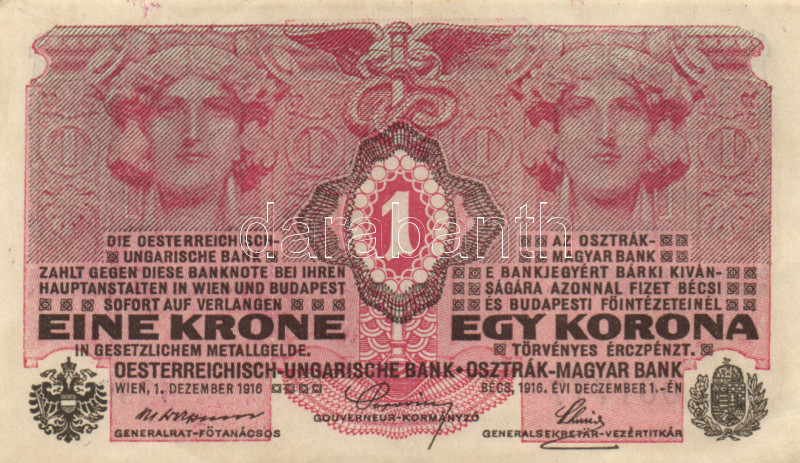 1
darabanth
DIE OESTERREICHISCH-
UNGARISCHE BANK
ZAHLT GEGEN DIESE BANKNOTE BEI IHREN
HAUPTANSTALTEN IN WIEN UND BUDAPEST
SOFORT AUF VERLANGEN
EINE KRONE
IN GESETZLICHEM METALLGELDE.
AZ OSZTRÁK-
MAGYAR BANK
E BANKJEGYÉRT BÁRKI KIVÁN-
SÁGÁRA AZONNAL FIZET BÉCSI
ÉS BUDAPESTI FŐINTÉZETEINÉL
EGY KORONA
TÖRVÉNYES ÉRCZPÉNZT.
OESTERREICHISCH-UNGARISCHE BANK • OSZTRÁK-MAGYAR BANK
WIEN, 1. DEZEMBER 1916
BÉCS, 1916. ÉVI DECZEMBER 1.-ÉN
GENERALRAT-FŐTANÁCSOS
GOUVERNEUR-KORMÁNYZÓ
GENERALSEKRETÄR-VEZÉRTITKÁR